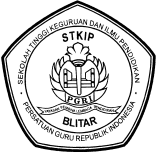 SEKOLAH TINGGI KEGURUAN DAN ILMU PENDIDIKAN
STKIP
PGRI
BLITAR
PERSATUAN GURU REPUBLIK INDONESIA